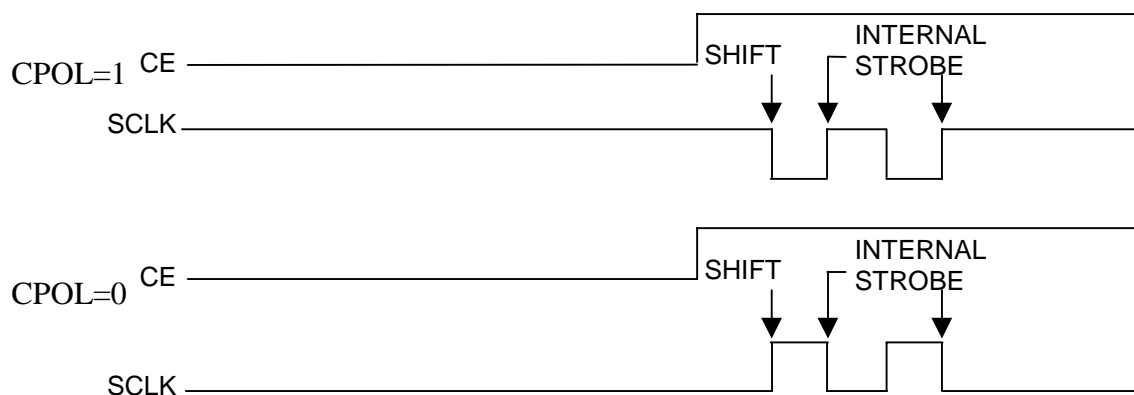 CPOL=1 CE SHIFT INTERNAL
STROBE
SCLK
CPOL=0 CE SHIFT INTERNAL
STROBE
SCLK